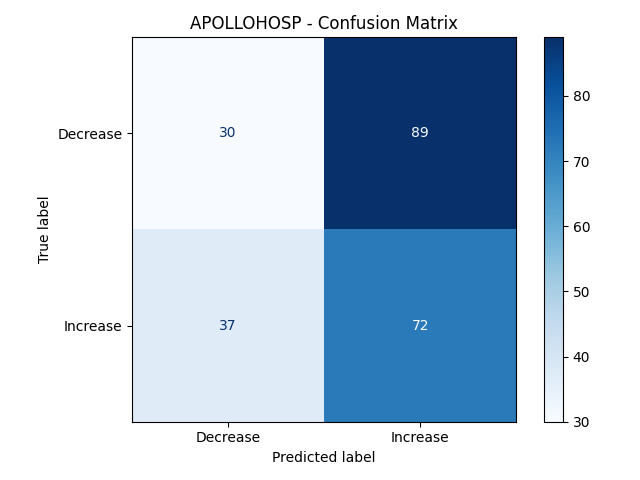 APOLLOHOSP - Confusion Matrix
True label
Decrease
30
89
Increase
37
72
Decrease
Increase
Predicted label
80
70
60
50
40
30